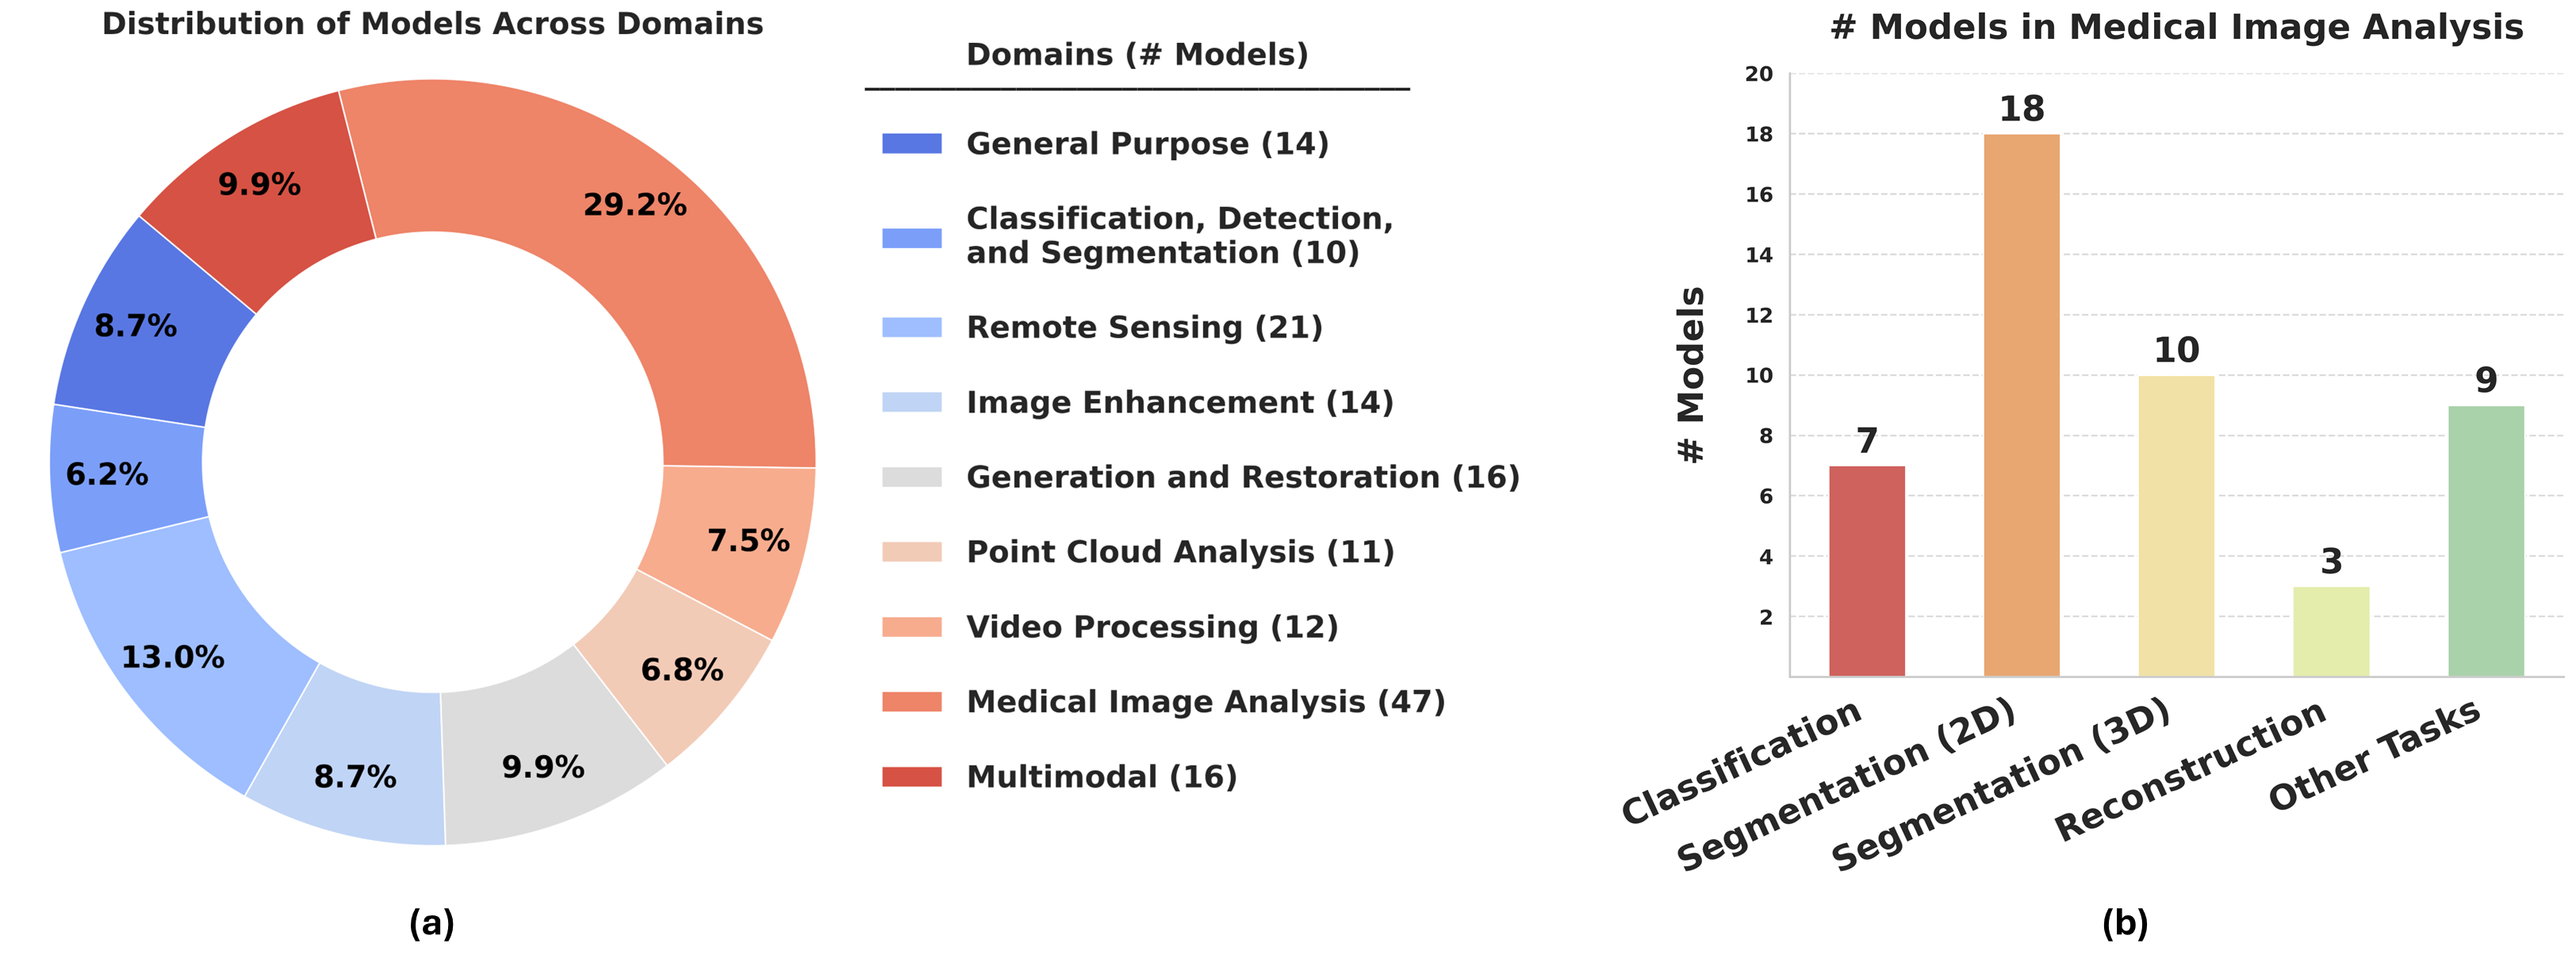 Distribution of Models Across Domains
29.2%
9.9%
8.7%
6.2%
13.0%
8.7%
9.9%
6.8%
7.5%
(a)
Domains (# Models)
General Purpose (14)
Classification, Detection,
and Segmentation (10)
Remote Sensing (21)
Image Enhancement (14)
Generation and Restoration (16)
Point Cloud Analysis (11)
Video Processing (12)
Medical Image Analysis (47)
Multimodal (16)
# Models in Medical Image Analysis
# Models
20
18
16
14
12
10
8
6
4
2
7
18
10
3
9
Classification
Segmentation (2D)
Segmentation (3D)
Reconstruction
Other Tasks
(b)